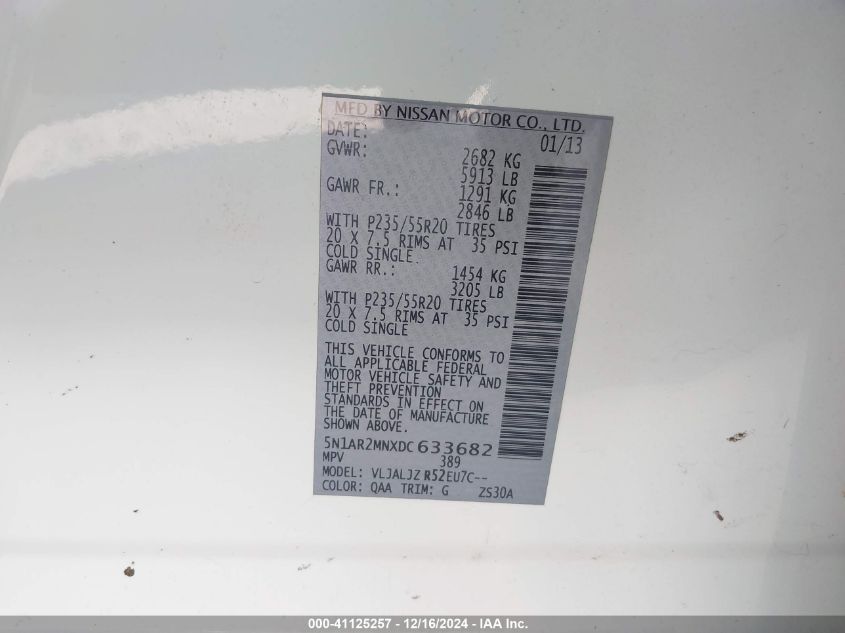 MFD BY NISSAN MOTOR CO., LTD.
DATE: 01/13
GVWR: 2682 KG
5913 LB
GAWR FR.: 1291 KG
2846 LB
WITH P235/55R20 TIRES
20 X 7.5 RIMS AT 35 PSI
COLD SINGLE.
GAWR RR.: 1454 KG
3205 LB
WITH P235/55R20 TIRES
20 X 7.5 RIMS AT 35 PSI
COLD SINGLE
THIS VEHICLE CONFORMS TO
ALL APPLICABLE FEDERAL
MOTOR VEHICLE SAFETY AND
THEFT PREVENTION
STANDARDS IN EFFECT ON
THE DATE OF MANUFACTURE
SHOWN ABOVE.
5N1AR2MNXDC633682
MPV 389
MODEL: VLJALJZ R52EU7C--
COLOR: QAA TRIM: G ZS30A
000-41125257 - 12/16/2024 - IAA Inc.